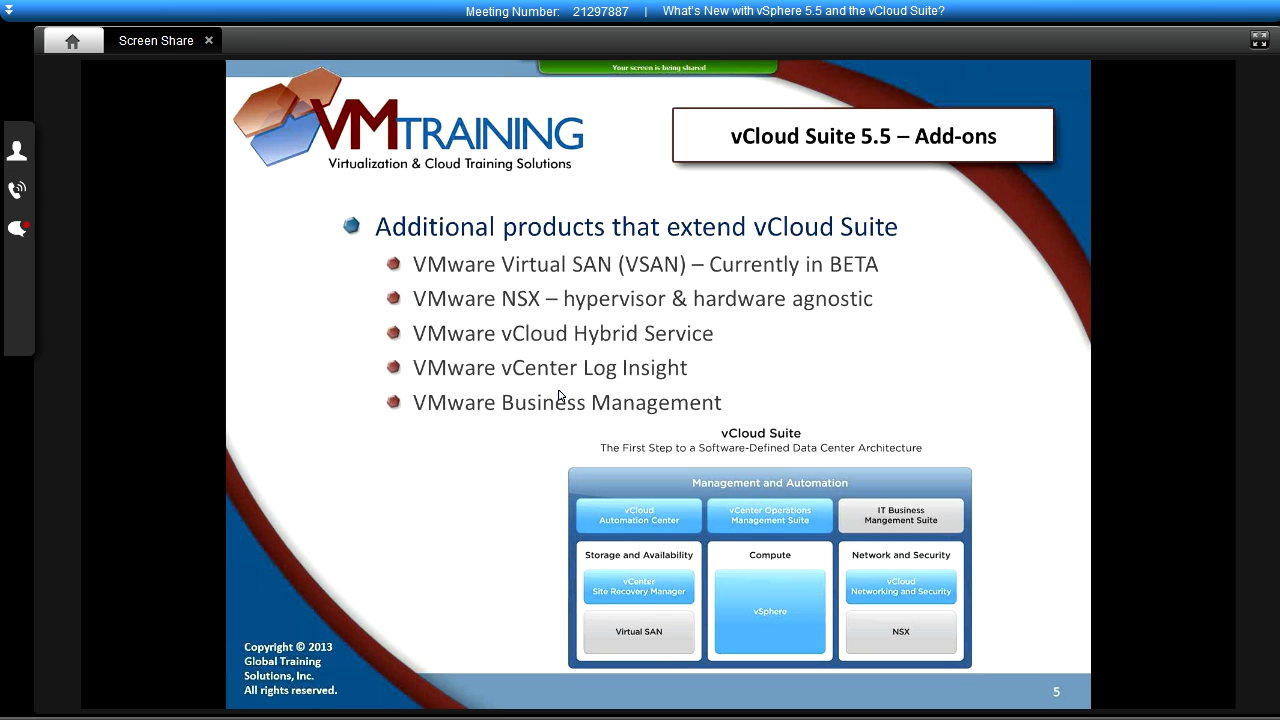 Meeting Number: 21297887 | What's New with vSphere 5.5 and the vCloud Suite?
Screen Share
Your screen is being shared
VMTRAINING
Virtualization & Cloud Training Solutions
vCloud Suite 5.5 – Add-ons
Additional products that extend vCloud Suite
VMware Virtual SAN (VSAN) – Currently in BETA
VMware NSX – hypervisor & hardware agnostic
VMware vCloud Hybrid Service
VMware vCenter Log Insight
VMware Business Management
vCloud Suite
The First Step to a Software-Defined Data Center Architecture
Management and Automation
vCloud
Automation Center
vCenter Operations
Management Suite
IT Business
Mangement Suite
Storage and Availability
vCenter
Site Recovery Manager
Virtual SAN
Compute
vSphere
Network and Security
vCloud
Networking and Security
NSX
Copyright © 2013
Global Training
Solutions, Inc.
All rights reserved.
5